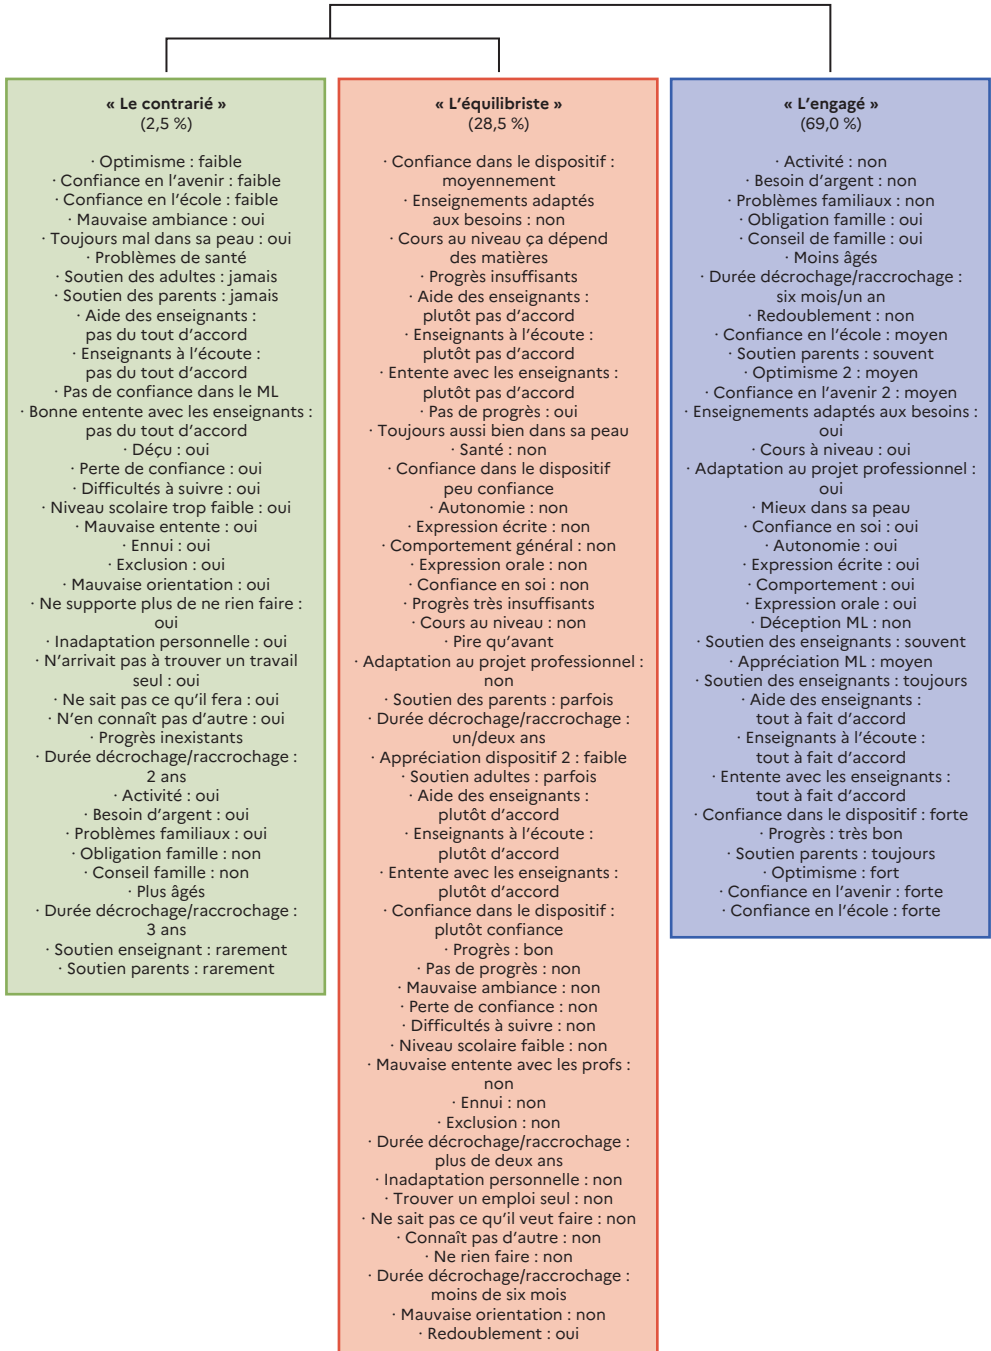 « Le contrarié »
(2,5 %)
· Optimisme : faible
· Confiance en l'avenir : faible
· Confiance en l'école : faible
· Mauvaise ambiance : oui
· Toujours mal dans sa peau : oui
· Problèmes de santé
· Soutien des adultes : jamais
· Soutien des parents : jamais
· Aide des enseignants :
pas du tout d'accord
· Enseignants à l'écoute :
pas du tout d'accord
· Pas de confiance dans le ML
· Bonne entente avec les enseignants :
pas du tout d'accord
· Déçu : oui
· Perte de confiance : oui
· Difficultés à suivre : oui
· Niveau scolaire trop faible : oui
· Mauvaise entente : oui
· Ennui : oui
· Exclusion : oui
· Mauvaise orientation : oui
· Ne supporte plus de ne rien faire :
oui
· Inadaptation personnelle : oui
· N'arrivait pas à trouver un travail
seul : oui
· Ne sait pas ce qu'il fera : oui
· N'en connaît pas d'autre : oui
· Progrès inexistants
· Durée décrochage/raccrochage :
2 ans
· Activité : oui
· Besoin d'argent : oui
· Problèmes familiaux : oui
· Obligation famille : non
· Conseil famille : non
· Plus âgés
· Durée décrochage/raccrochage :
3 ans
· Soutien enseignant : rarement
· Soutien parents : rarement
« L'équilibriste »
(28,5 %)
· Confiance dans le dispositif :
moyennement
· Enseignements adaptés
aux besoins : non
· Cours au niveau ça dépend
des matières
· Progrès insuffisants
· Aide des enseignants :
plutôt pas d'accord
· Enseignants à l'écoute :
plutôt pas d'accord
· Entente avec les enseignants :
plutôt pas d'accord
· Pas de progrès : oui
· Toujours aussi bien dans sa peau
· Santé : non
· Confiance dans le dispositif
peu confiance
· Autonomie : non
· Expression écrite : non
· Comportement général : non
· Expression orale : non
· Confiance en soi : non
· Progrès très insuffisants
· Cours au niveau : non
· Pire qu'avant
· Adaptation au projet professionnel :
non
· Soutien des parents : parfois
· Durée décrochage/raccrochage :
un/deux ans
· Appréciation dispositif 2 : faible
· Soutien adultes : parfois
· Aide des enseignants :
plutôt d'accord
· Enseignants à l'écoute :
plutôt d'accord
· Entente avec les enseignants :
plutôt d'accord
· Confiance dans le dispositif :
plutôt confiance
· Progrès : bon
· Pas de progrès : non
· Mauvaise ambiance : non
· Perte de confiance : non
· Difficultés à suivre : non
· Niveau scolaire faible : non
· Mauvaise entente avec les profs :
non
· Ennui : non
· Exclusion : non
· Durée décrochage/raccrochage :
plus de deux ans
· Inadaptation personnelle : non
· Trouver un emploi seul : non
· Ne sait pas ce qu'il veut faire : non
· Connaît pas d'autre : non
· Ne rien faire : non
· Durée décrochage/raccrochage :
moins de six mois
· Mauvaise orientation : non
· Redoublement : oui
« L'engagé »
(69,0 %)
· Activité : non
· Besoin d'argent : non
· Problèmes familiaux : non
· Obligation famille : oui
· Conseil de famille : oui
· Moins âgés
· Durée décrochage/raccrochage :
six mois/un an
· Redoublement : non
· Confiance en l'école : moyen
· Soutien parents : souvent
· Optimisme 2 : moyen
· Confiance en l'avenir 2 : moyen
· Enseignements adaptés aux besoins :
oui
· Cours à niveau : oui
· Adaptation au projet professionnel :
oui
· Mieux dans sa peau
· Confiance en soi : oui
· Autonomie : oui
· Expression écrite : oui
· Comportement : oui
· Expression orale : oui
· Déception ML : non
· Soutien des enseignants : souvent
· Appréciation ML : moyen
· Soutien des enseignants : toujours
· Aide des enseignants :
tout à fait d'accord
· Enseignants à l'écoute :
tout à fait d'accord
· Entente avec les enseignants :
tout à fait d'accord
· Confiance dans le dispositif : forte
· Progrès : très bon
· Soutien parents : toujours
· Optimisme : fort
· Confiance en l'avenir : forte
· Confiance en l'école : forte